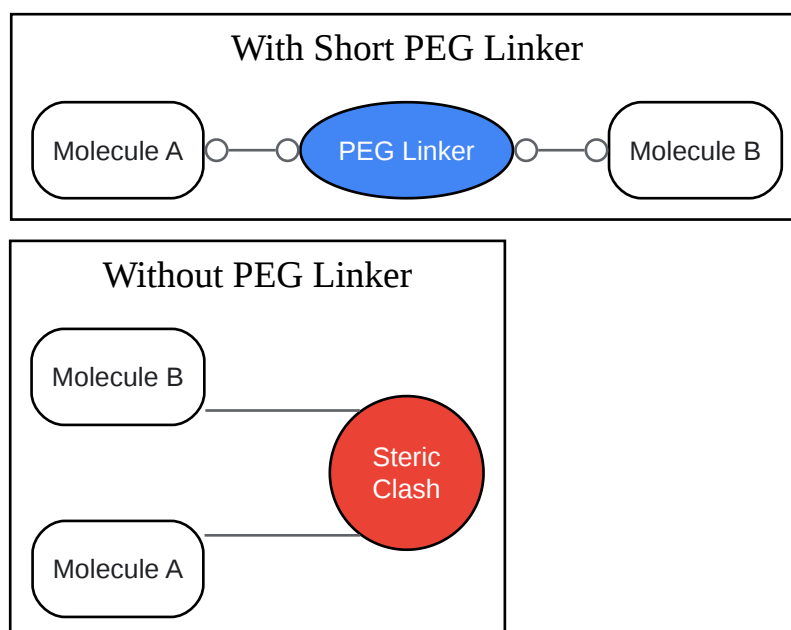 With Short PEG Linker
Molecule A
PEG Linker
Molecule B
Without PEG Linker
Molecule B
Steric
Clash
Molecule A